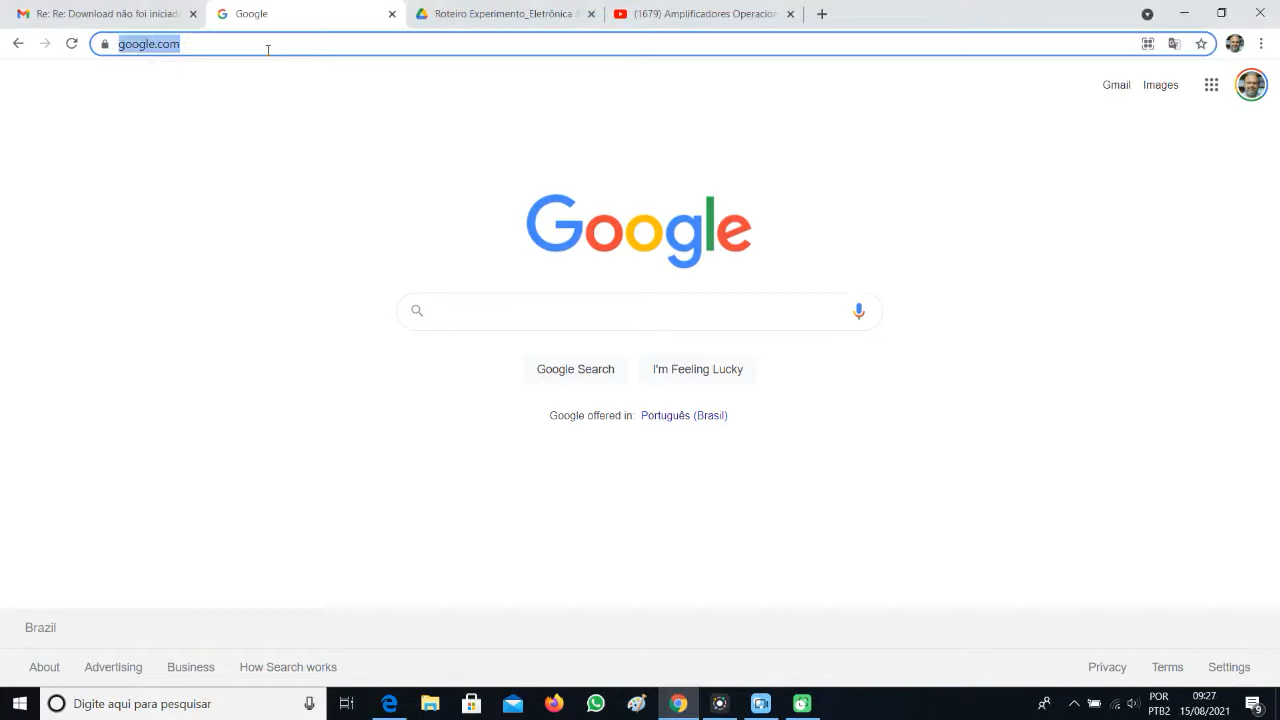 Re: Re: Download não foi iniciad
Google
Roteiro Experimento_Eletrônica
(1679) Amplificadores Operacion
google.com
Gmail
Images
Google
Google Search
I'm Feeling Lucky
Google offered in: Português (Brasil)
Brazil
About
Advertising
Business
How Search works
Privacy
Terms
Settings
Digite aqui para pesquisar
POR
PTB2
09:27
15/08/2021